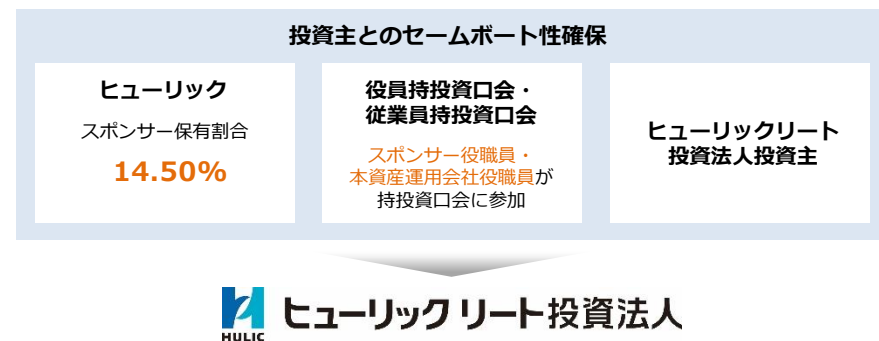 投資主とのセームボート性確保
ヒューリック
スポンサー保有割合
14.50%
役員持投資口会・
従業員持投資口会
スポンサー役職員・
本資産運用会社役職員が
持投資口会に参加
ヒューリックリート
投資法人投資主
HULIC
ヒューリック リート投資法人